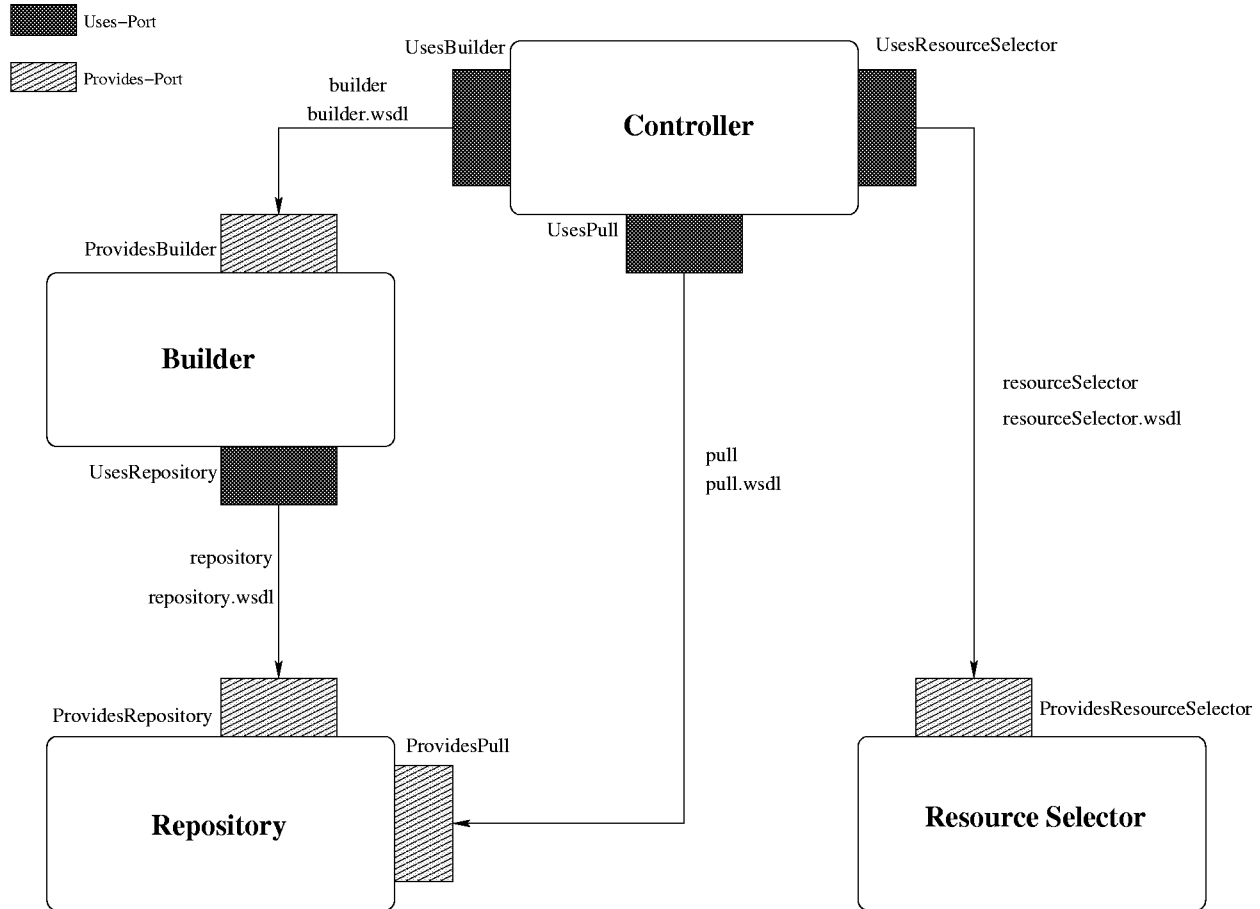 Uses-Port
Provides-Port
UsesBuilder
UsesResourceSelector
builder
builder.wsdl
Controller
UsesPull
ProvidesBuilder
Builder
resourceSelector
resourceSelector.wsdl
pull
pull.wsdl
UsesRepository
repository
repository.wsdl
ProvidesRepository
ProvidesResourceSelector
ProvidesPull
Repository
Resource Selector